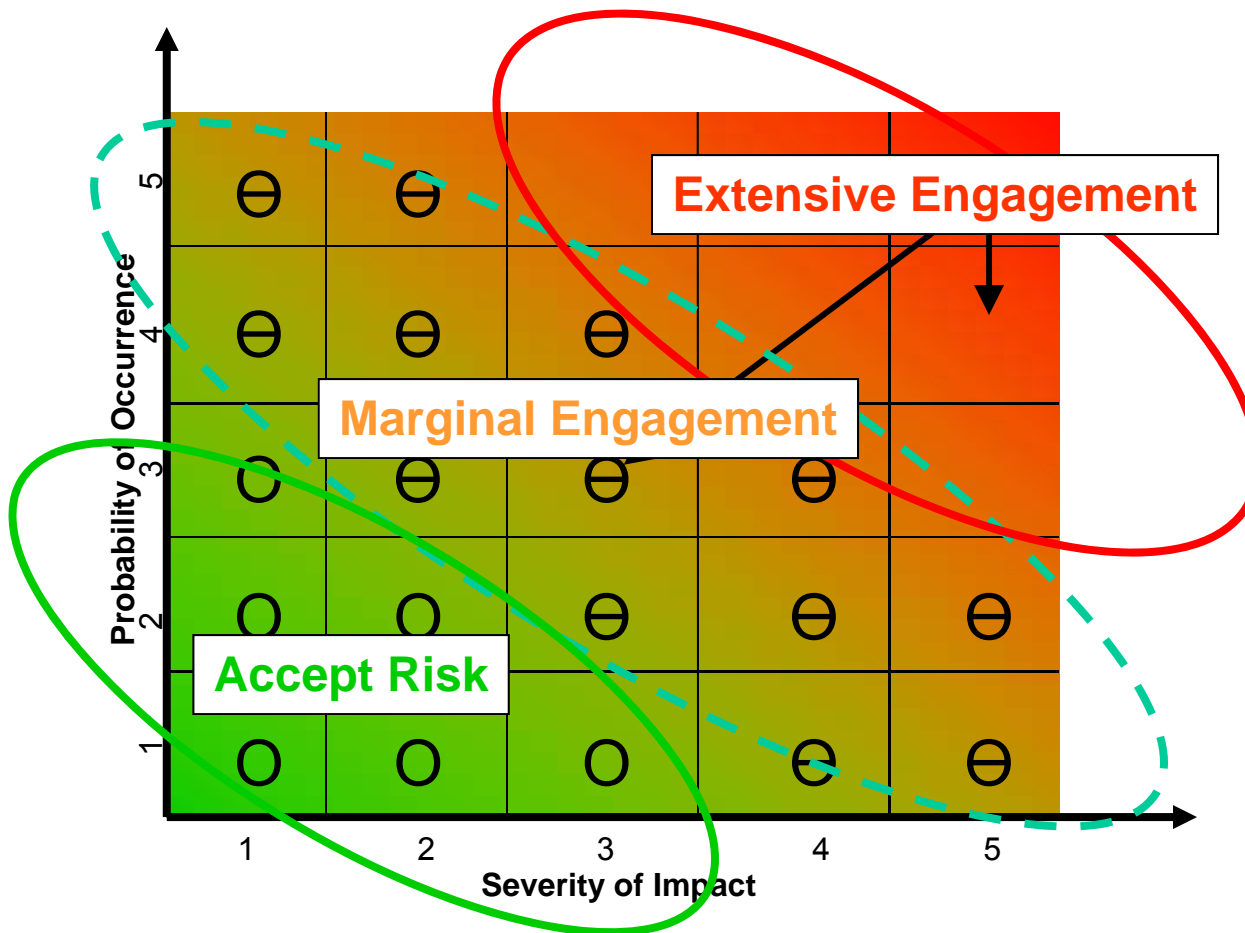 Extensive Engagement
Marginal Engagement
Accept Risk
Probability of Occurrence
5
4
3
2
1
Ө Ө
Ө Ө Ө
O Ө Ө Ө
O O Ө Ө Ө
O O O Ө Ө
1 2 3 4 5
Severity of Impact